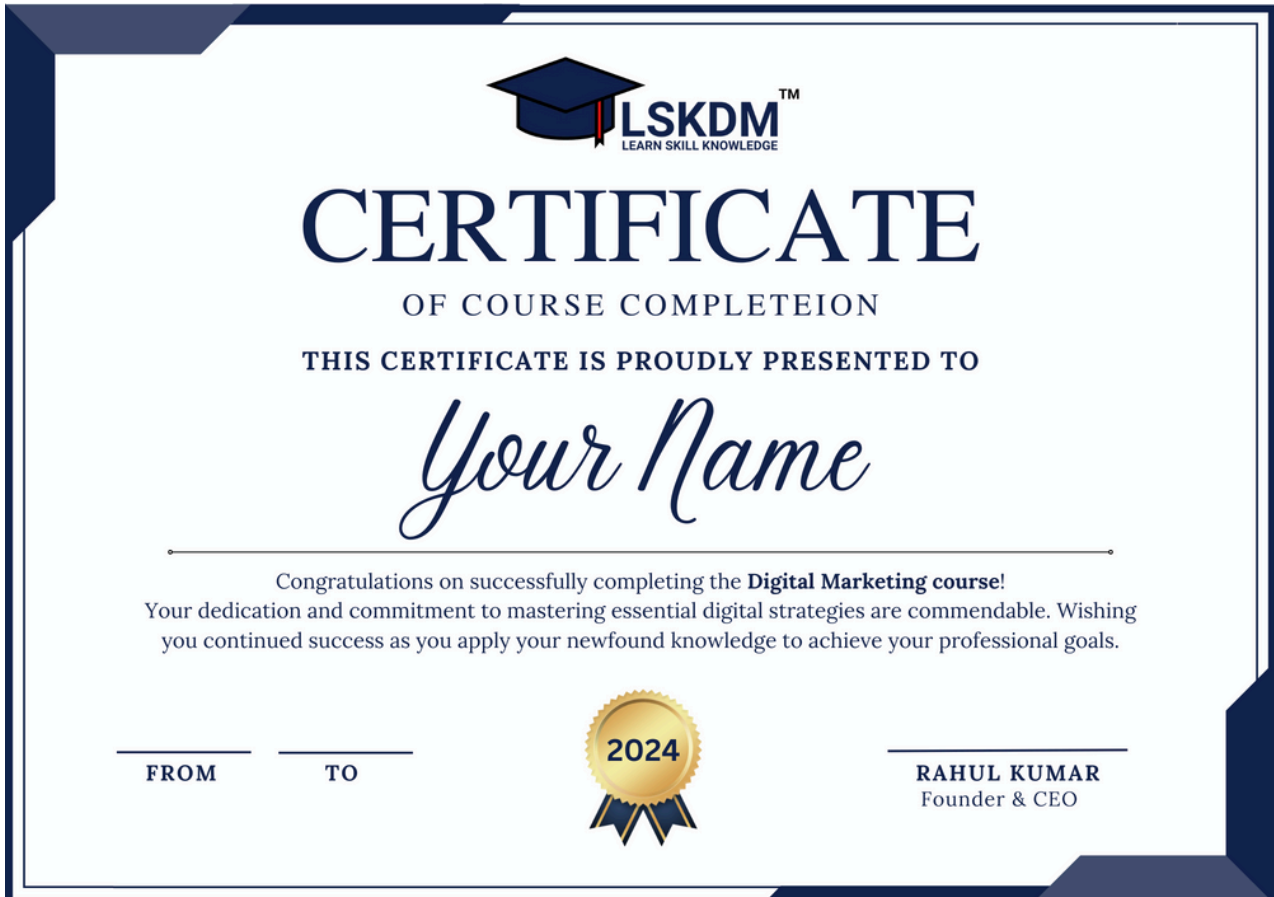 LSKDM™
LEARN SKILL KNOWLEDGE
CERTIFICATE
OF COURSE COMPLETEION
THIS CERTIFICATE IS PROUDLY PRESENTED TO
Your Name
Congratulations on successfully completing the Digital Marketing course!
Your dedication and commitment to mastering essential digital strategies are commendable. Wishing
you continued success as you apply your newfound knowledge to achieve your professional goals.
2024
FROM
TO
RAHUL KUMAR
Founder & CEO